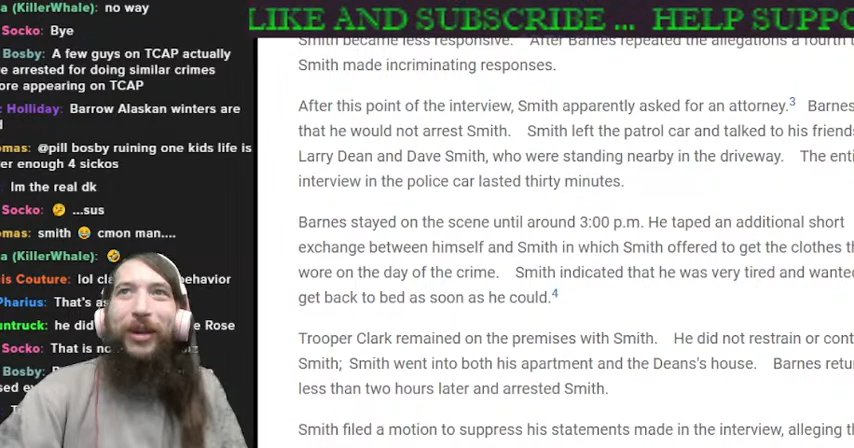 LIKE AND SUBSCRIBE ... HELP SUPPO
a (KillerWhale): no way
Socko: Bye
Bosby: A few guys on TCAP actually
re arrested for doing similar crimes
ore appearing on TCAP
Holliday: Barrow Alaskan winters are
d
omas: @pill bosby ruining one kids life is
er enough 4 sickos
Im the real dk
Socko: 🤔 ...sus
omas: smith 😂 cmon man....
a (KillerWhale): 🤣
is Couture: lol cl ehavior
Pharius: That's as
untruck: he did e Rose
Socko: That is no
Bosby:
sed e
Smith became less responsive. After Barnes repeated the allegations a fourth t
Smith made incriminating responses.
After this point of the interview, Smith apparently asked for an attorney.3 Barnes
that he would not arrest Smith. Smith left the patrol car and talked to his friends
Larry Dean and Dave Smith, who were standing nearby in the driveway. The enti
interview in the police car lasted thirty minutes.
Barnes stayed on the scene until around 3:00 p.m. He taped an additional short
exchange between himself and Smith in which Smith offered to get the clothes th
wore on the day of the crime. Smith indicated that he was very tired and wanted
get back to bed as soon as he could.4
Trooper Clark remained on the premises with Smith. He did not restrain or cont
Smith; Smith went into both his apartment and the Deans's house. Barnes retu
less than two hours later and arrested Smith.
Smith filed a motion to suppress his statements made in the interview, alleging th